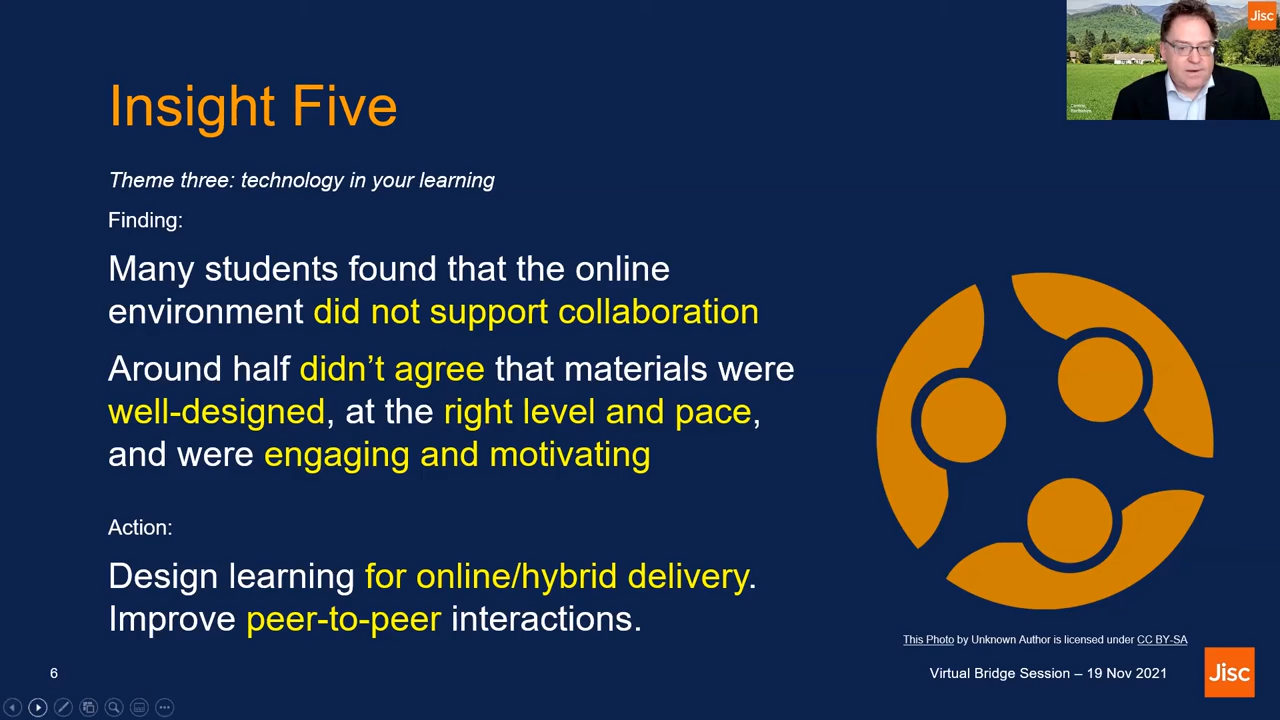 Jisc
Insight Five
Theme three: technology in your learning
Finding:
Many students found that the online
environment did not support collaboration
Around half didn’t agree that materials were
well-designed, at the right level and pace,
and were engaging and motivating
Action:
Design learning for online/hybrid delivery.
Improve peer-to-peer interactions.
This Photo by Unknown Author is licensed under CC BY-SA
6
Virtual Bridge Session – 19 Nov 2021
Jisc